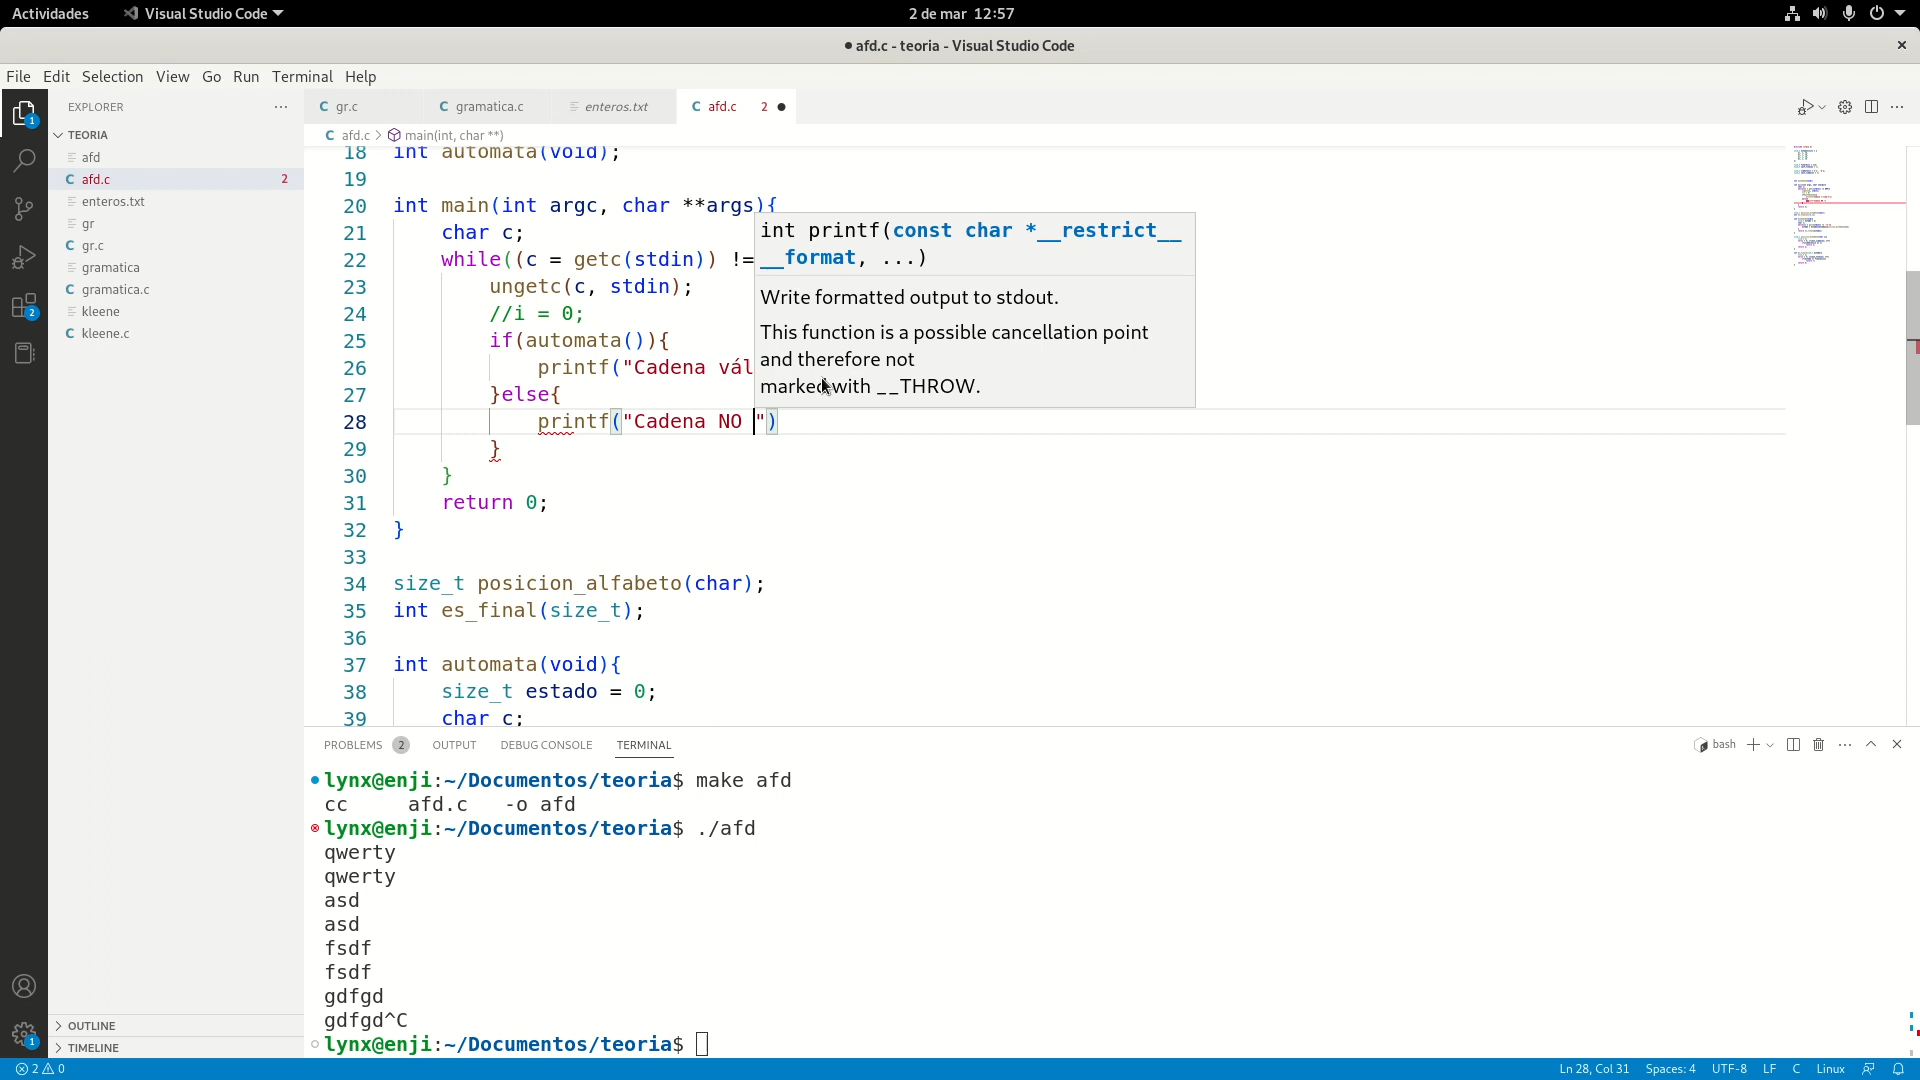 Actividades
Visual Studio Code
2 de mar 12:57
● afd.c - teoria - Visual Studio Code
File Edit Selection View Go Run Terminal Help
EXPLORER
gr.c
gramatica.c
enteros.txt
afd.c 2
TEORIA
afd
afd.c 2
enteros.txt
gr
gr.c
gramatica
gramatica.c
kleene
kleene.c
OUTLINE
TIMELINE
afd.c > main(int, char **)
18 int automata(void);
19
20 int main(int argc, char **args){
21 char c;
22 while((c = getc(stdin)) !=
23 ungetc(c, stdin);
24 //i = 0;
25 if(automata()){
26 printf("Cadena vál
27 }else{
28 printf("Cadena NO ")
29 }
30 }
31 return 0;
32 }
33
34 size_t posicion_alfabeto(char);
35 int es_final(size_t);
36
37 int automata(void){
38 size_t estado = 0;
39 char c;
int printf(const char *__restrict__
__format, ...)
Write formatted output to stdout.
This function is a possible cancellation point
and therefore not
marked with __THROW.
PROBLEMS 2 OUTPUT DEBUG CONSOLE TERMINAL
bash
lynx@enji:~/Documentos/teoria$ make afd
cc     afd.c   -o afd
lynx@enji:~/Documentos/teoria$ ./afd
qwerty
qwerty
asd
asd
fsdf
fsdf
gdfgd
gdfgd^C
lynx@enji:~/Documentos/teoria$
1
2
1
2 0
Ln 28, Col 31 Spaces: 4 UTF-8 LF C Linux